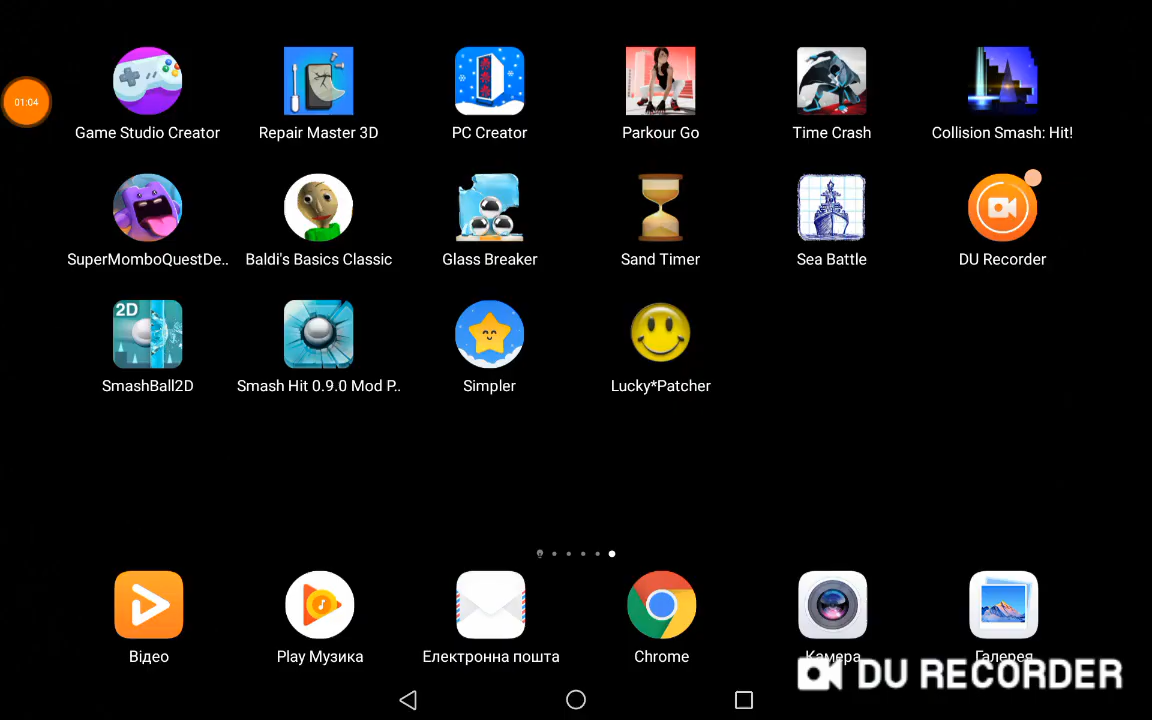 01:04
Game Studio Creator
Repair Master 3D
PC Creator
Parkour Go
Time Crash
Collision Smash: Hit!
SuperMomboQuestDe..
Baldi's Basics Classic
Glass Breaker
Sand Timer
Sea Battle
DU Recorder
2D
SmashBall2D
Smash Hit 0.9.0 Mod P..
Simpler
Lucky*Patcher
Відео
Play Музика
Електронна пошта
Chrome
Камера
Галерея
DU RECORDER